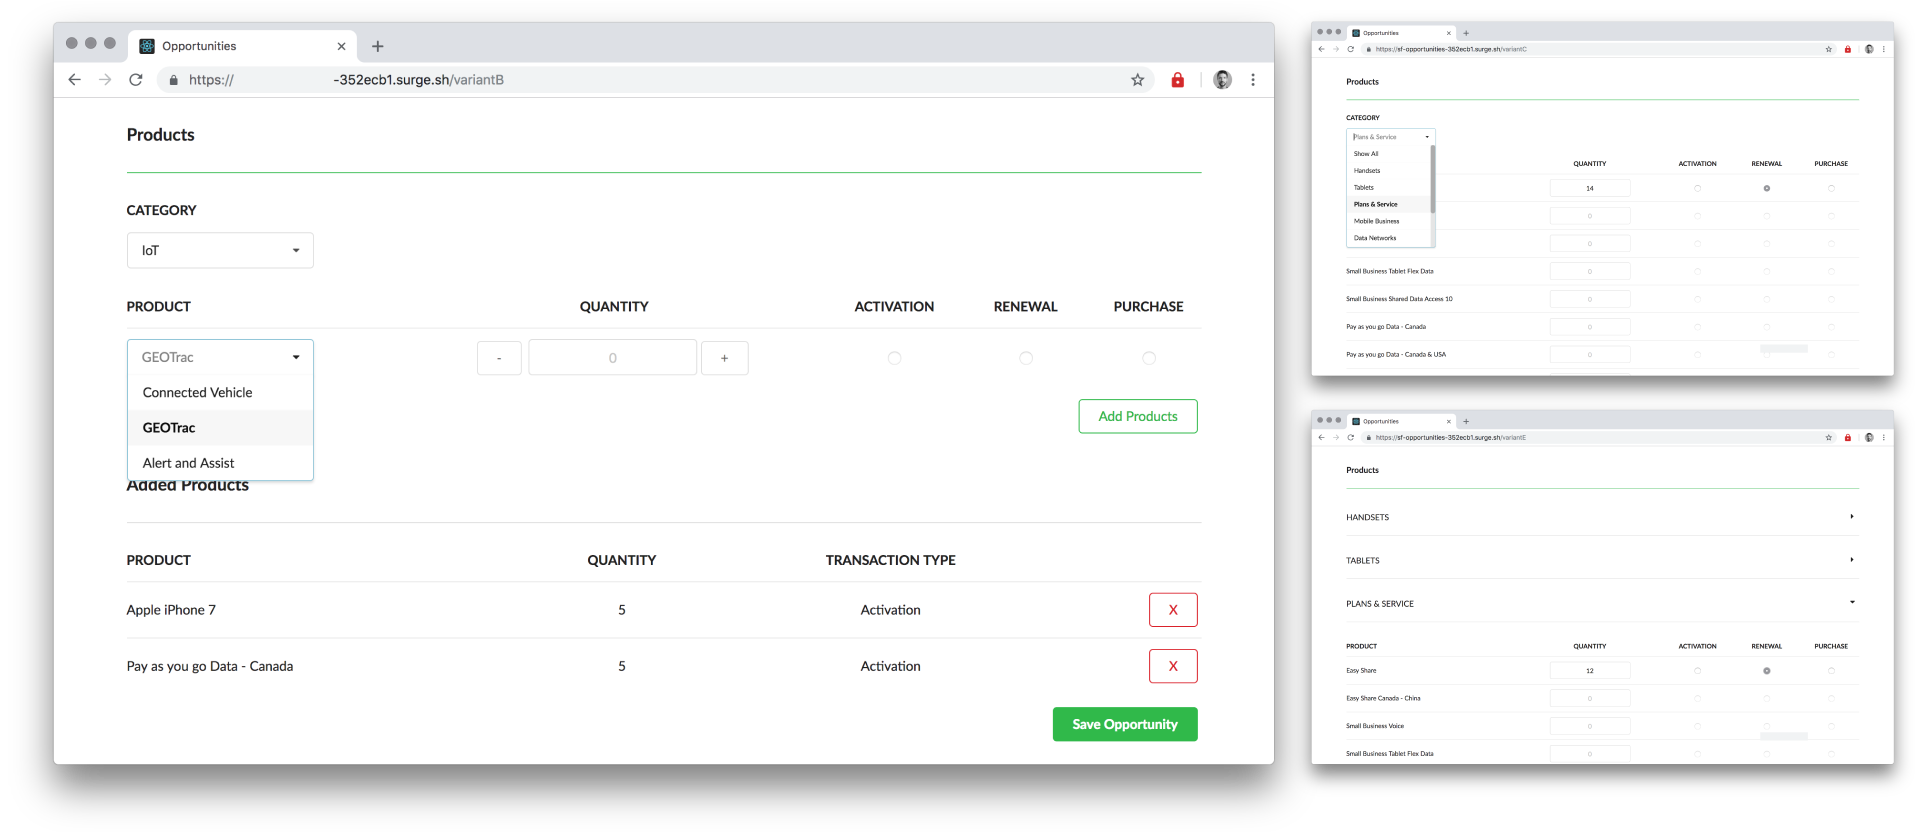 Opportunities
https:// -352ecb1.surge.sh/variantB
Products
CATEGORY
IoT
PRODUCT QUANTITY ACTIVATION RENEWAL PURCHASE
GEOTrac - 0 +
Connected Vehicle
GEOTrac
Alert and Assist
Add Products
Added Products
PRODUCT QUANTITY TRANSACTION TYPE
Apple iPhone 7 5 Activation X
Pay as you go Data - Canada 5 Activation X
Save Opportunity
Opportunities
https://sf-opportunities-352ecb1.surge.sh/variantC
Products
CATEGORY
Plans & Service
Show All
Handsets
Tablets
Plans & Service
Mobile Business
Data Networks
QUANTITY ACTIVATION RENEWAL PURCHASE
14
0
0
Small Business Tablet Flex Data 0
Small Business Shared Data Access 10 0
Pay as you go Data - Canada 0
Pay as you go Data - Canada & USA 0
Opportunities
https://sf-opportunities-352ecb1.surge.sh/variantE
Products
HANDSETS
TABLETS
PLANS & SERVICE
PRODUCT QUANTITY ACTIVATION RENEWAL PURCHASE
Easy Share 12
Easy Share Canada - China 0
Small Business Voice 0
Small Business Tablet Flex Data 0